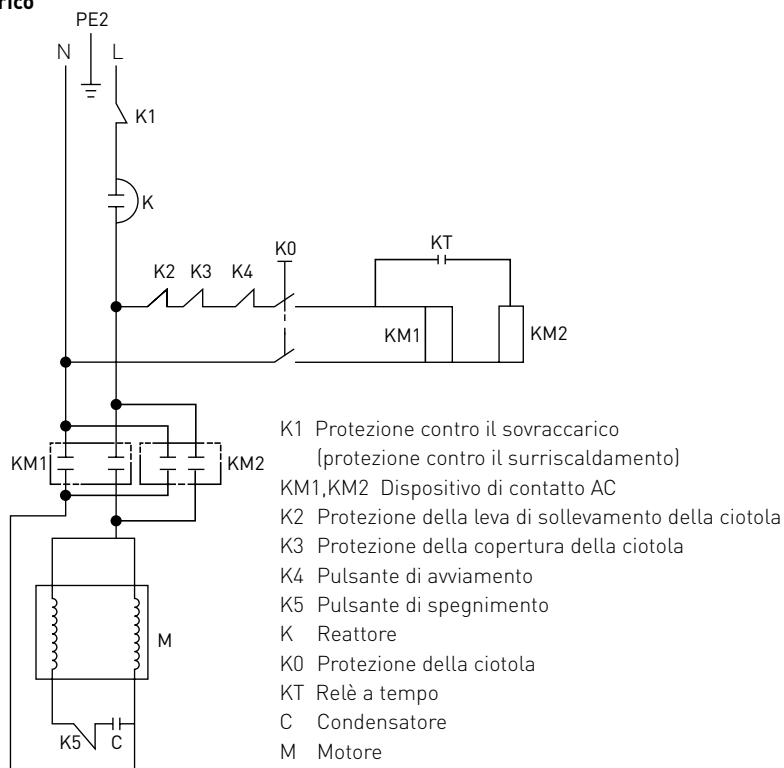 rico
PE2
N L
K1
K
K0
KT
K2 K3 K4
KM1
KM2
KM1
KM2
K1 Protezione contro il sovraccarico
(protezione contro il surriscaldamento)
KM1,KM2 Dispositivo di contatto AC
K2 Protezione della leva di sollevamento della ciotola
K3 Protezione della copertura della ciotola
K4 Pulsante di avviamento
K5 Pulsante di spegnimento
K Reattore
K0 Protezione della ciotola
KT Relè a tempo
C Condensatore
M Motore
M
K5 C